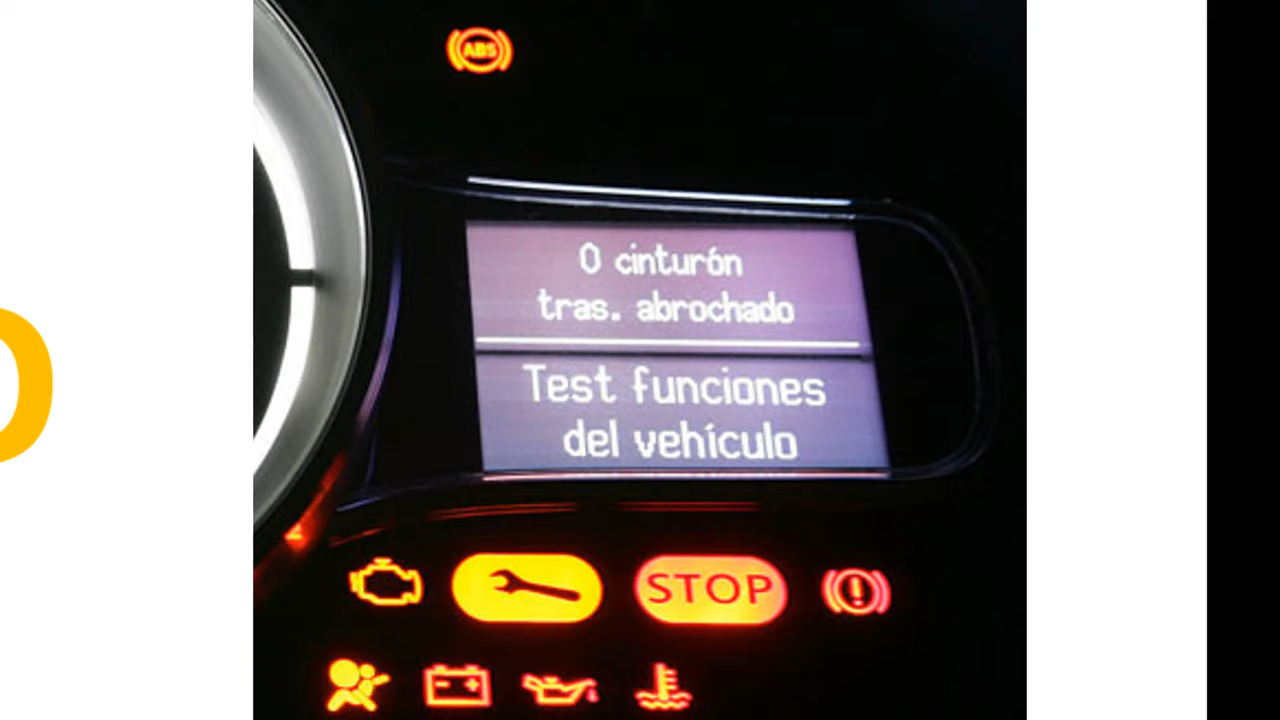 ABS
0 cinturón
tras. abrochado
Test funciones
del vehículo
STOP